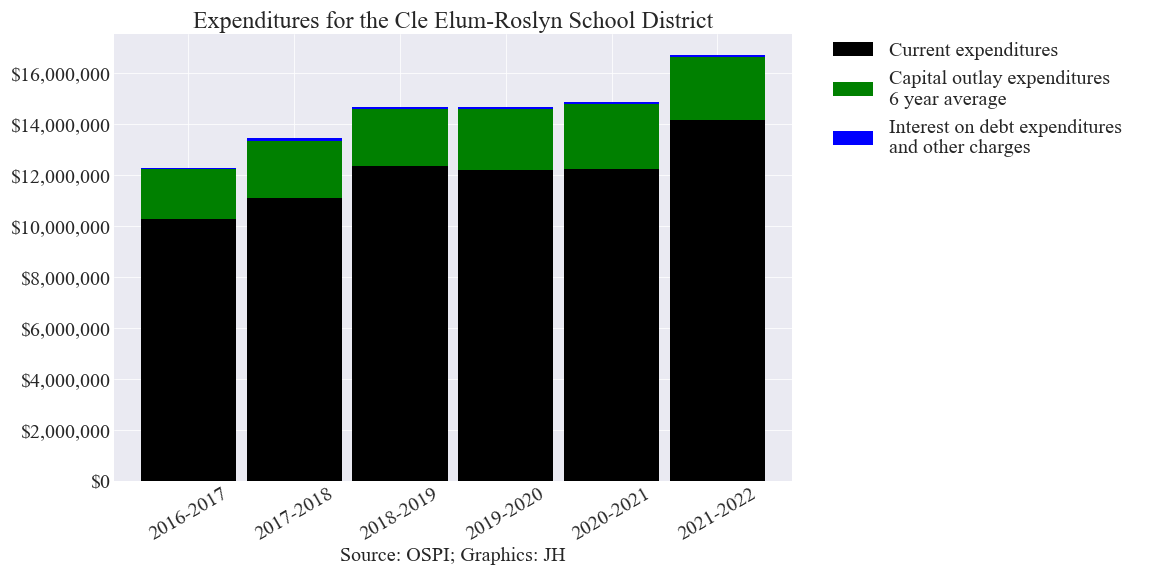 Expenditures for the Cle Elum-Roslyn School District
$16,000,000
$14,000,000
$12,000,000
$10,000,000
$8,000,000
$6,000,000
$4,000,000
$2,000,000
$0
2016-2017
2017-2018
2018-2019
2019-2020
2020-2021
2021-2022
Source: OSPI; Graphics: JH
Current expenditures
Capital outlay expenditures
6 year average
Interest on debt expenditures
and other charges